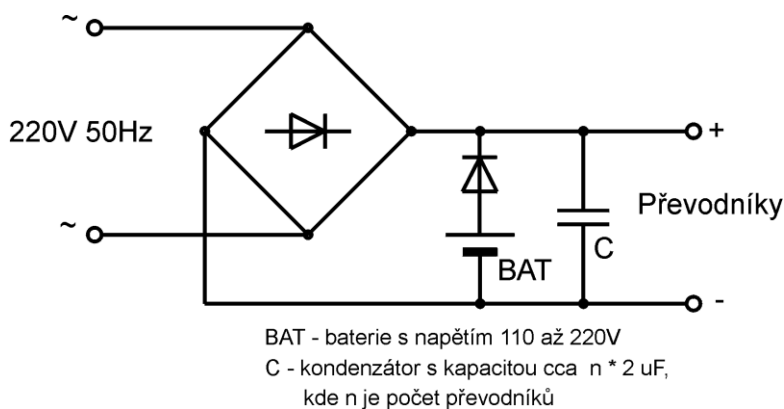 ~
220V 50Hz
~
+
Převodníky
C
BAT
-
BAT - baterie s napětím 110 až 220V
C - kondenzátor s kapacitou cca n * 2 uF,
kde n je počet převodníků